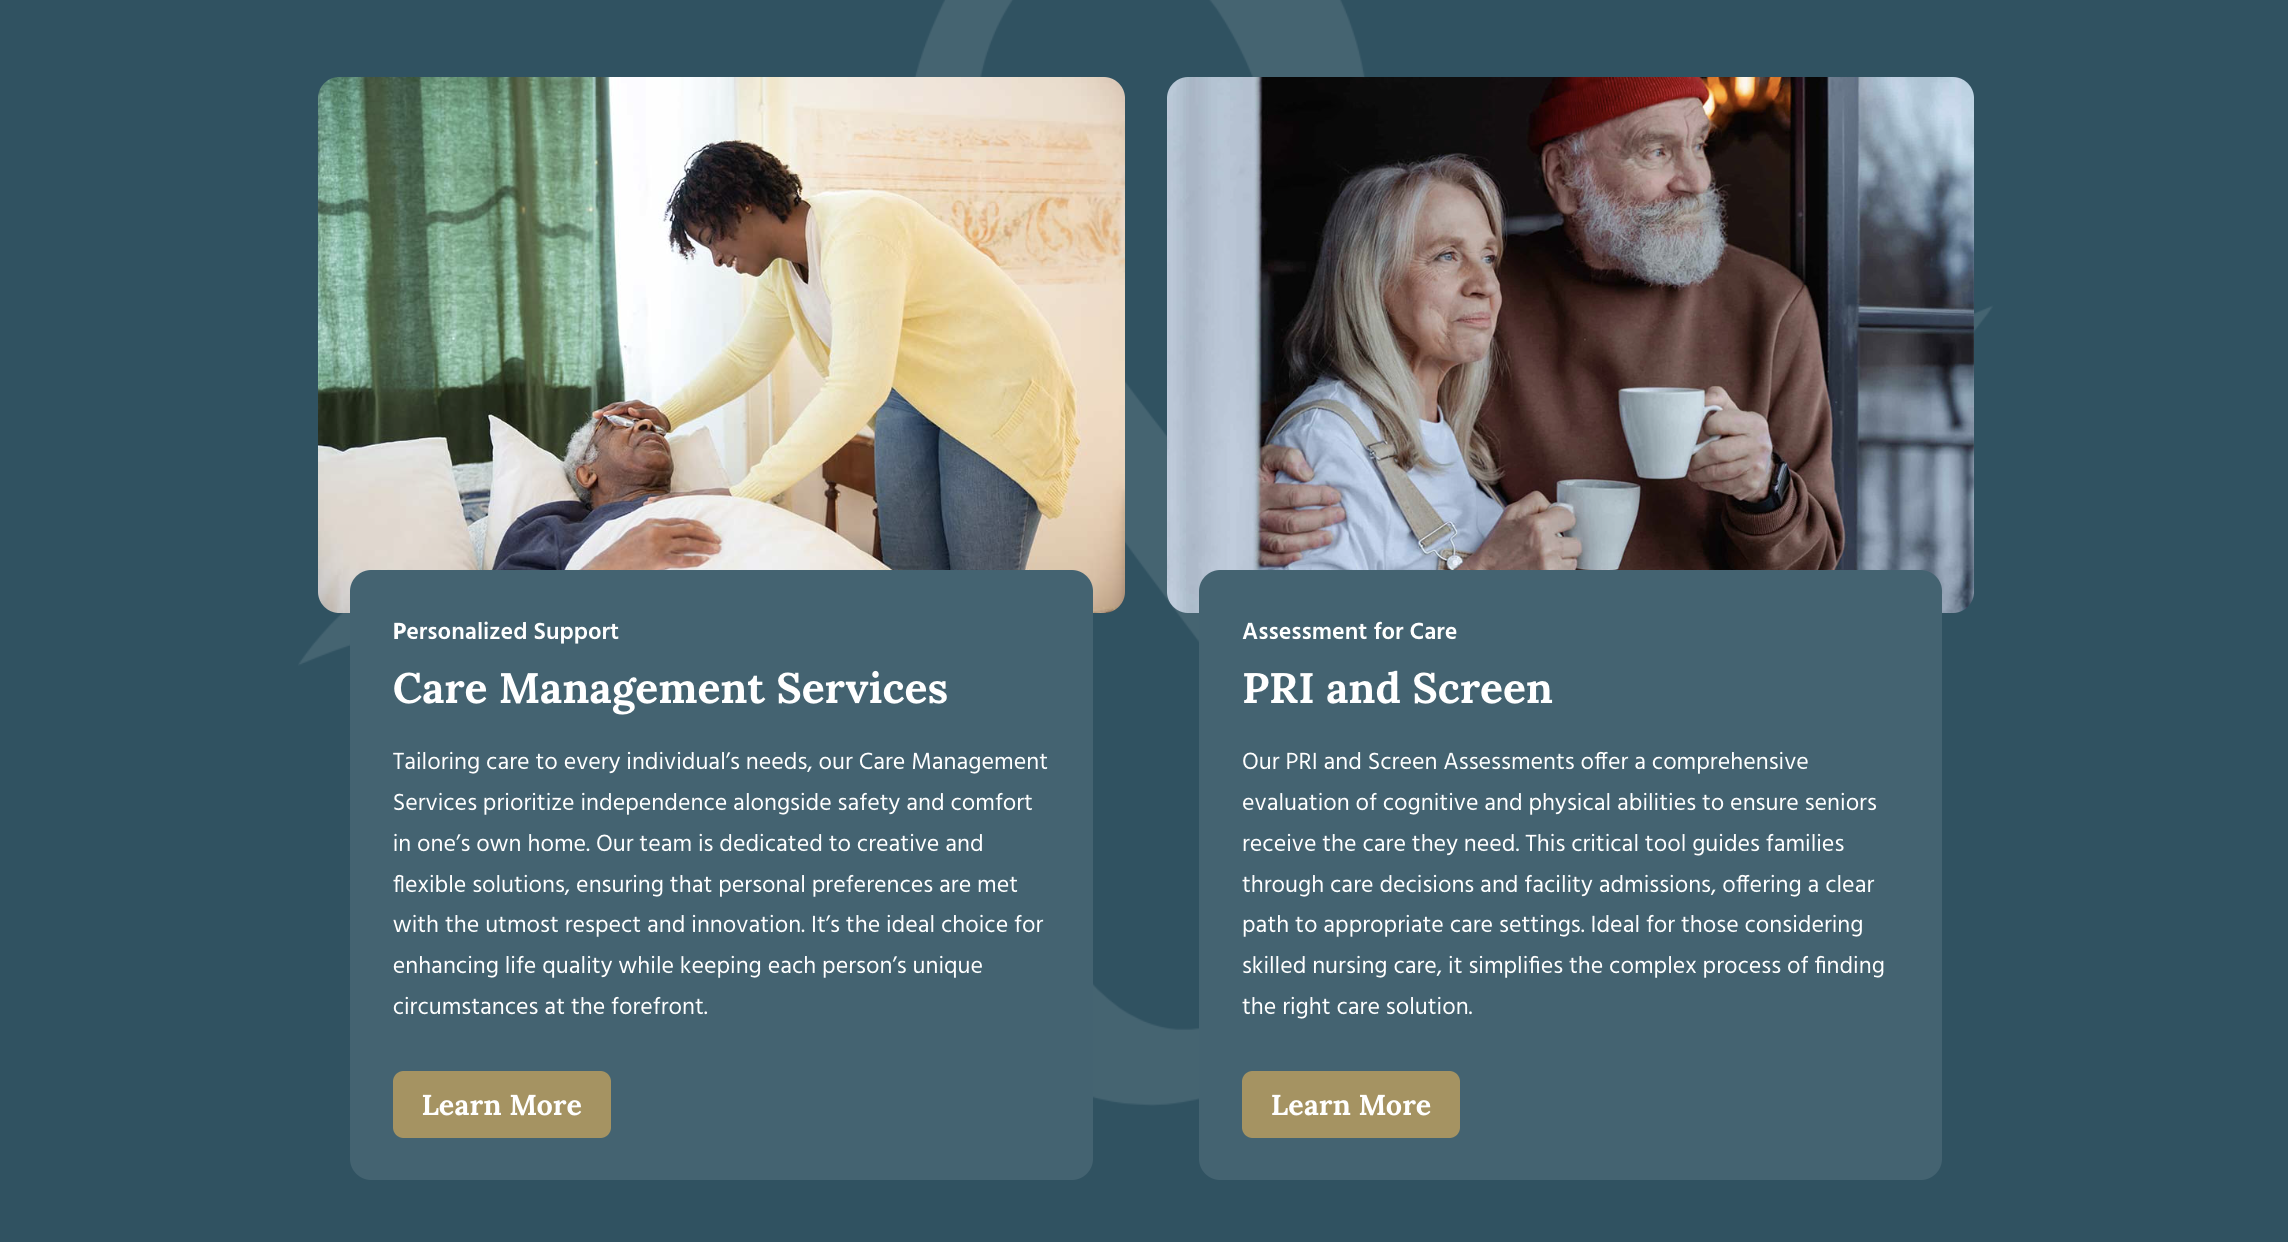 Personalized Support
Care Management Services
Tailoring care to every individual’s needs, our Care Management
Services prioritize independence alongside safety and comfort
in one’s own home. Our team is dedicated to creative and
flexible solutions, ensuring that personal preferences are met
with the utmost respect and innovation. It’s the ideal choice for
enhancing life quality while keeping each person’s unique
circumstances at the forefront.
Learn More
Assessment for Care
PRI and Screen
Our PRI and Screen Assessments offer a comprehensive
evaluation of cognitive and physical abilities to ensure seniors
receive the care they need. This critical tool guides families
through care decisions and facility admissions, offering a clear
path to appropriate care settings. Ideal for those considering
skilled nursing care, it simplifies the complex process of finding
the right care solution.
Learn More